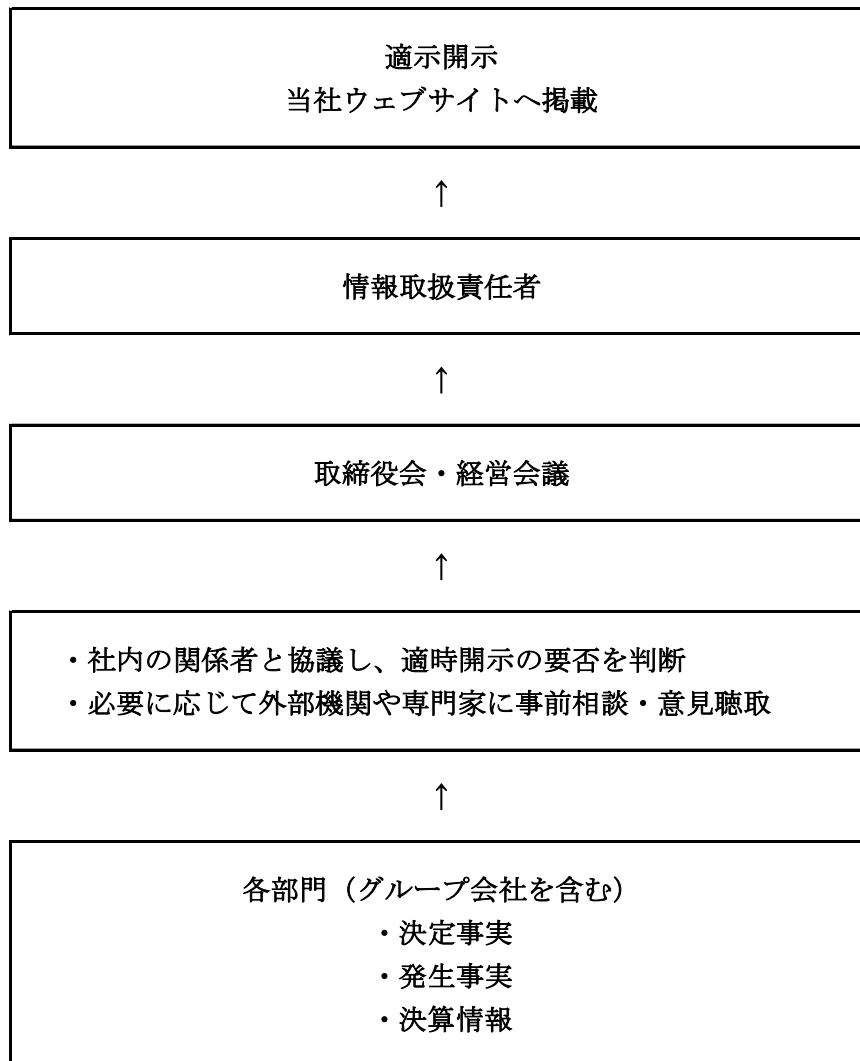 適示開示
当社ウェブサイトへ掲載
↑
情報取扱責任者
↑
取締役会・経営会議
↑
・社内の関係者と協議し、適時開示の要否を判断
・必要に応じて外部機関や専門家に事前相談・意見聴取
↑
各部門（グループ会社を含む）
・決定事実
・発生事実
・決算情報